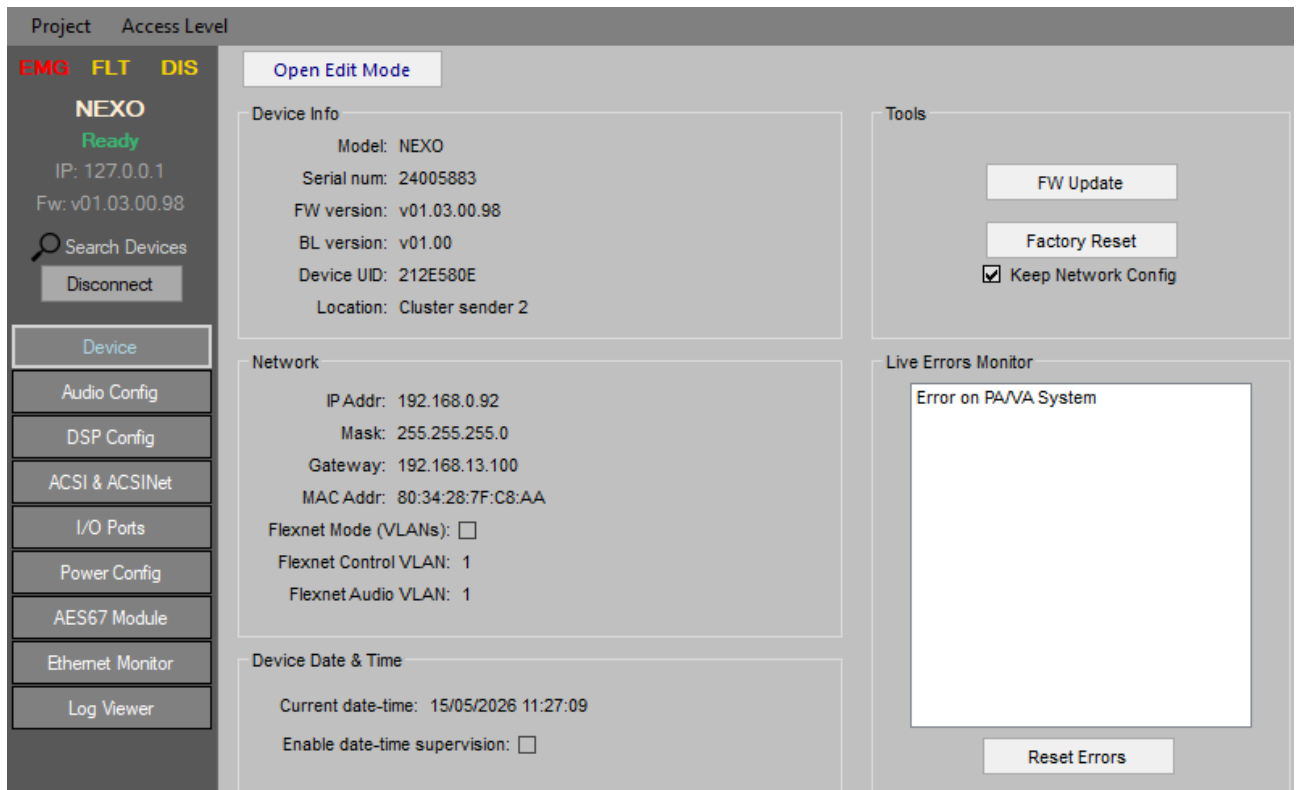 Project Access Level
EMG FLT DIS
NEXO
Ready
IP: 127.0.0.1
Fw: v01.03.00.98
Search Devices
Disconnect
Device
Audio Config
DSP Config
ACSI & ACSINet
I/O Ports
Power Config
AES67 Module
Ethernet Monitor
Log Viewer
Open Edit Mode
Device Info
Model: NEXO
Serial num: 24005883
FW version: v01.03.00.98
BL version: v01.00
Device UID: 212E580E
Location: Cluster sender 2
Network
IP Addr: 192.168.0.92
Mask: 255.255.255.0
Gateway: 192.168.13.100
MAC Addr: 80:34:28:7F:C8:AA
Flexnet Mode (VLANs):
Flexnet Control VLAN: 1
Flexnet Audio VLAN: 1
Device Date & Time
Current date-time: 15/05/2026 11:27:09
Enable date-time supervision:
Tools
FW Update
Factory Reset
Keep Network Config
Live Errors Monitor
Error on PA/VA System
Reset Errors